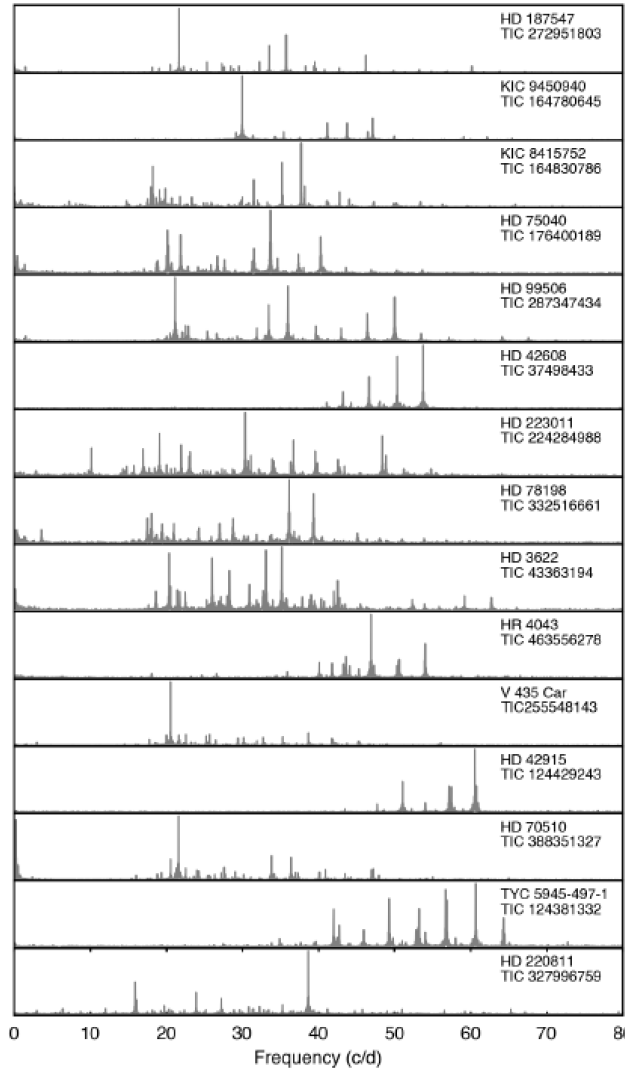 HD 187547
TIC 272951803
KIC 9450940
TIC 164780645
KIC 8415752
TIC 164830786
HD 75040
TIC 176400189
HD 99506
TIC 287347434
HD 42608
TIC 37498433
HD 223011
TIC 224284988
HD 78198
TIC 332516661
HD 3622
TIC 43363194
HR 4043
TIC 463556278
V 435 Car
TIC255548143
HD 42915
TIC 124429243
HD 70510
TIC 388351327
TYC 5945-497-1
TIC 124381332
HD 220811
TIC 327996759
0 10 20 30 40 50 60 70 80
Frequency (c/d)